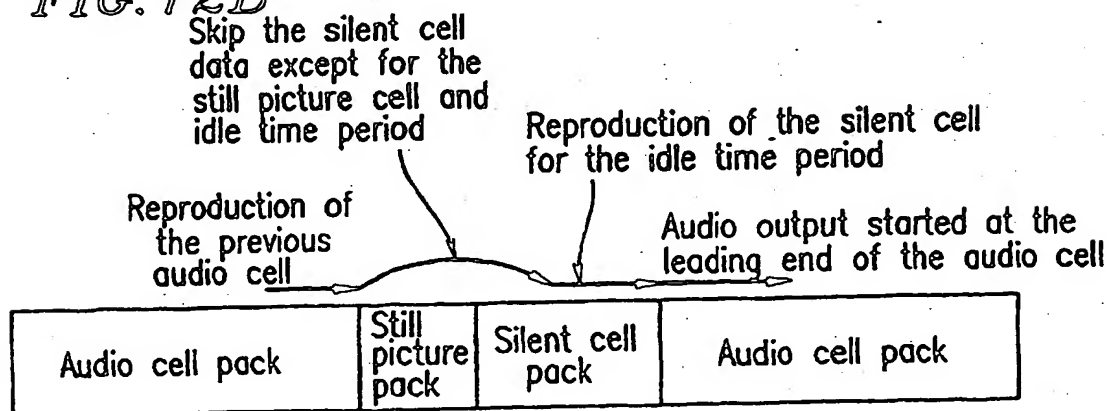 FIG. 72B
Skip the silent cell
data except for the
still picture cell and
idle time period
Reproduction of the silent cell
for the idle time period
Reproduction of
the previous
audio cell
Audio output started at the
leading end of the audio cell
Audio cell pack
Still
picture
pack
Silent cell
pack
Audio cell pack